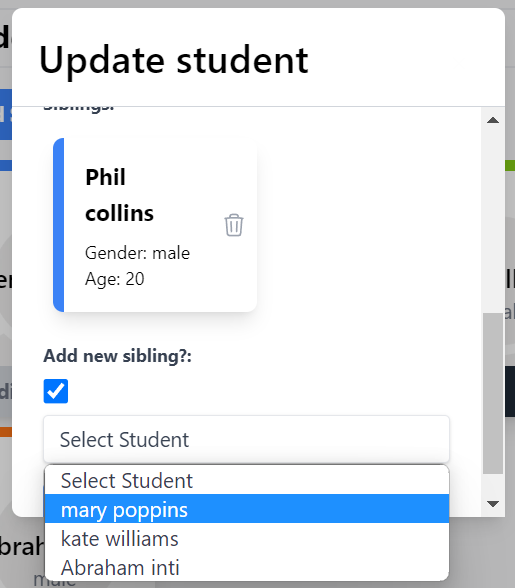 Update student
Siblings:
Phil
collins
Gender: male
Age: 20
Add new sibling?:
Select Student
Select Student
mary poppins
kate williams
Abraham inti
male